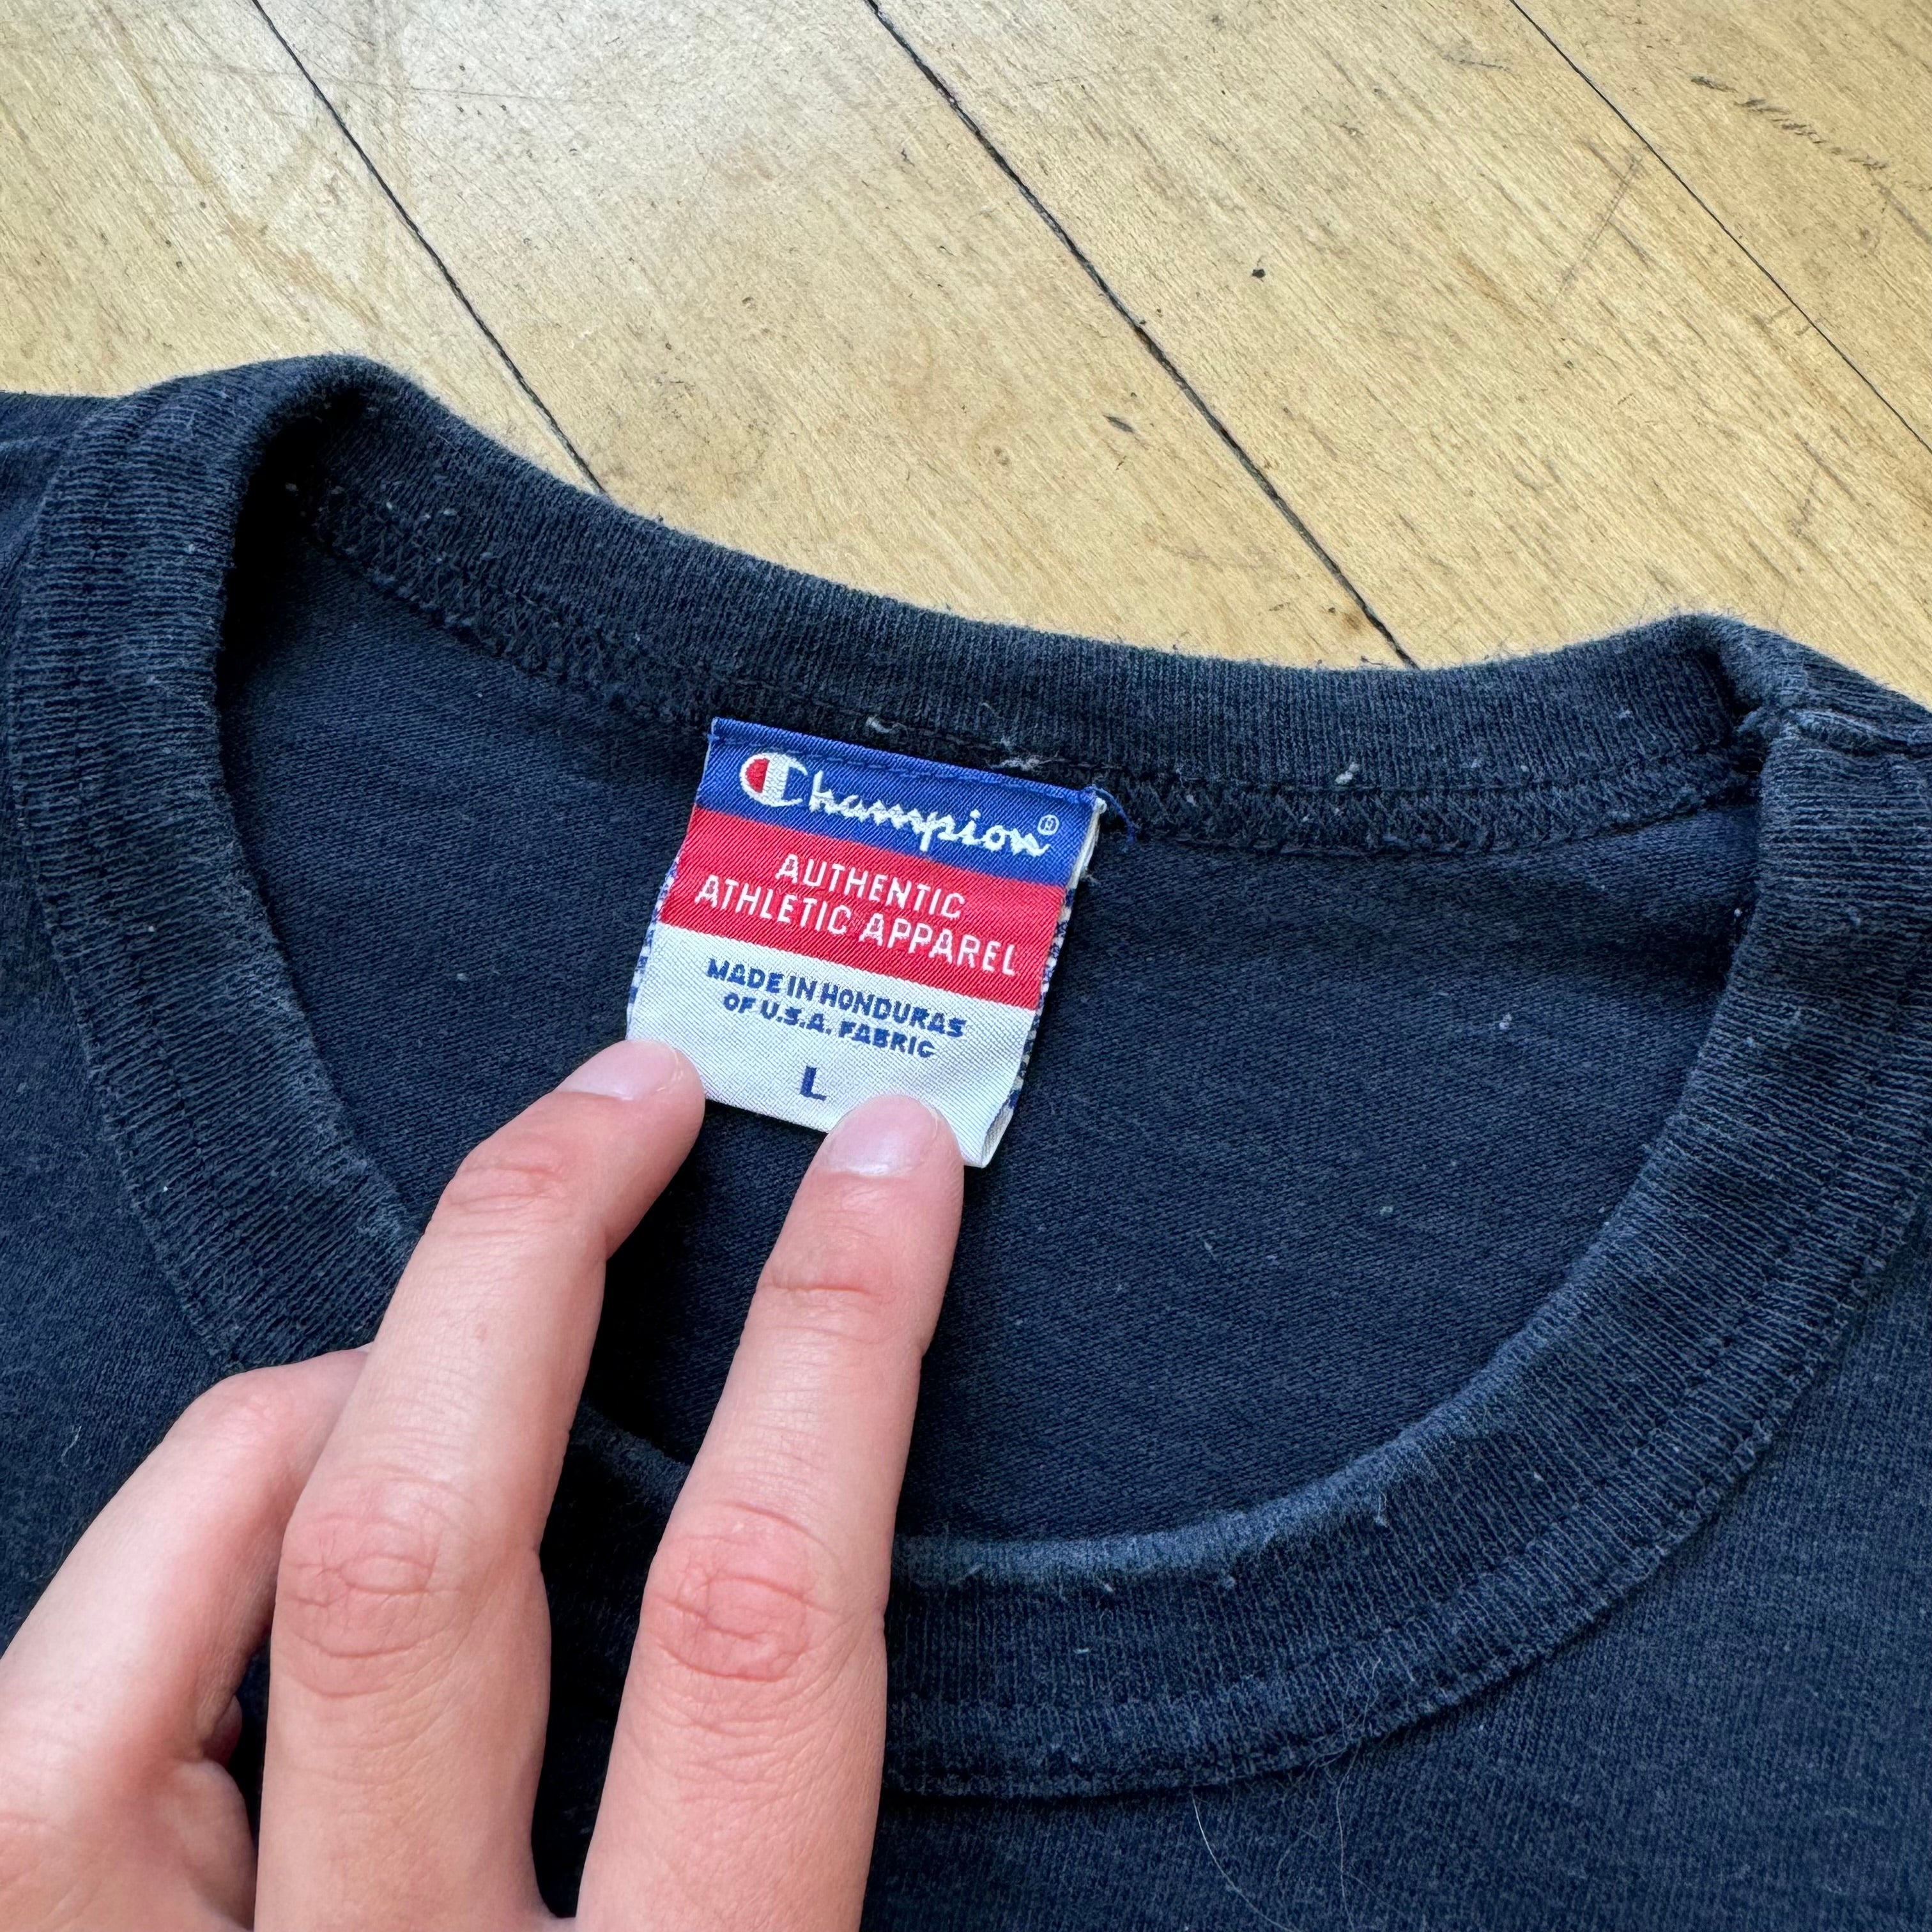 Champion®
AUTHENTIC
ATHLETIC APPAREL
MADE IN HONDURAS
OF U.S.A. FABRIC
L